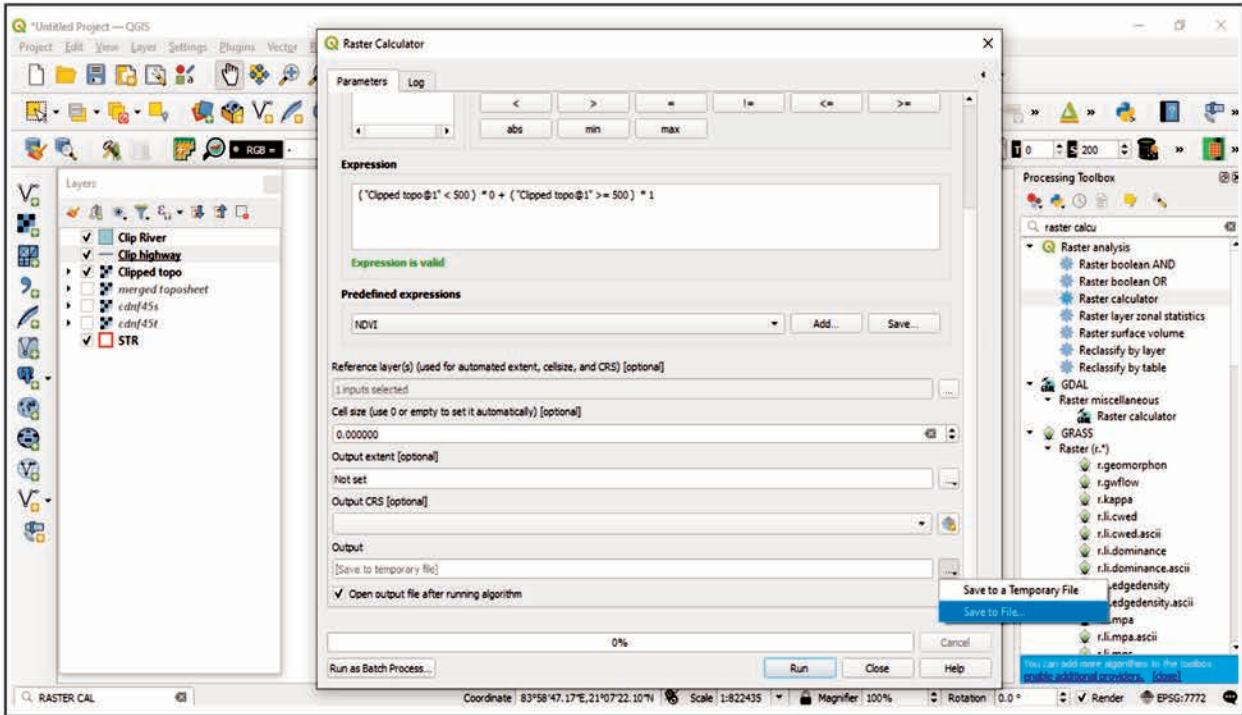 *Untitled Project — QGIS
Project Edit View Layer Settings Plugins Vector
RGB =
T 0
S 200
Layers
Clip River
Clip highway
Clipped topo
merged toposheet
cdnf45s
cdnf45t
STR
Raster Calculator
Parameters
Log
< > = != <= >=
abs min max
Expression
( "Clipped topo@1" < 500 ) * 0 + ( "Clipped topo@1" >= 500 ) * 1
Expression is valid
Predefined expressions
NDVI
Add...
Save...
Reference layer(s) (used for automated extent, cellsize, and CRS) [optional]
1 inputs selected
...
Cell size (use 0 or empty to set it automatically) [optional]
0.000000
Output extent [optional]
Not set
...
Output CRS [optional]
Output
[Save to temporary file]
...
Open output file after running algorithm
Save to a Temporary File
Save to File...
0%
Cancel
Run as Batch Process...
Run
Close
Help
Processing Toolbox
raster calcu
Raster analysis
Raster boolean AND
Raster boolean OR
Raster calculator
Raster layer zonal statistics
Raster surface volume
Reclassify by layer
Reclassify by table
GDAL
Raster miscellaneous
Raster calculator
GRASS
Raster (r.*)
r.geomorphon
r.gwflow
r.kappa
r.li.cwed
r.li.cwed.ascii
r.li.dominance
r.li.dominance.ascii
.edgedensity
.edgedensity.ascii
.mpa
r.li.mpa.ascii
You can add more algorithms to the toolbox,
enable additional providers. [close]
RASTER CAL
Coordinate 83°58'47.17"E,21°07'22.10"N
Scale 1:822435
Magnifier 100%
Rotation 0.0 °
Render
EPSG:7772